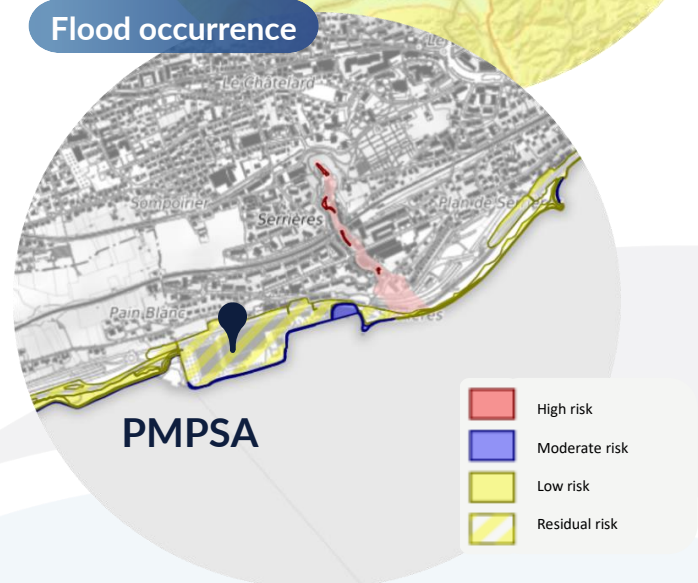 Flood occurrence
Le Châtelard
Sompoirier
Plan de Serrières
Serrières
Pain Blanc
PMPSA
High risk
Moderate risk
Low risk
Residual risk